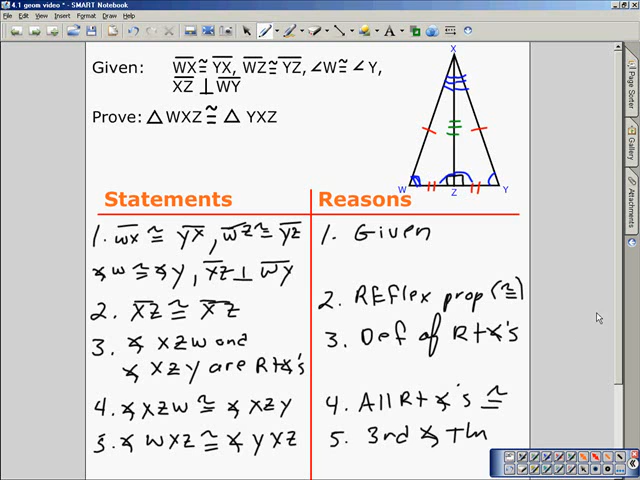 4.1 geom video * - SMART Notebook
File Edit View Insert Format Draw Help
Given: WX ≅ YX, WZ ≅ YZ, ∠W ≅ ∠Y,
XZ ⊥ WY
Prove: △ WXZ ≅ △ YXZ
X
W
Z
Y
Statements
Reasons
1. WX ≅ YX, WZ ≅ YZ
1. Given
∠W ≅ ∠Y, XZ ⊥ WY
2. XZ ≅ XZ
2. REflex prop (≅)
3. ∠ XZW and
3. Def of Rt ∠'s
∠ XZY are Rt∠'s
4. ∠ XZW ≅ ∠ XZY
4. All Rt ∠'s ≅
5. ∠ WXZ ≅ ∠ YXZ
5. 3rd ∠ Thm
Page Sorter
Gallery
Attachments